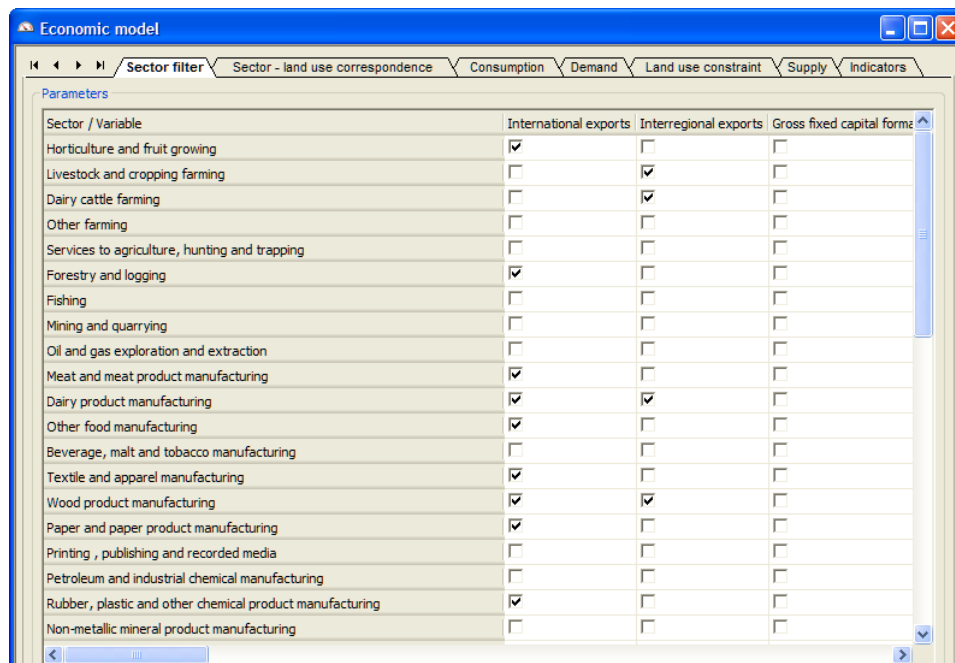 Economic model
Sector filter Sector - land use correspondence Consumption Demand Land use constraint Supply Indicators
Parameters
Sector / Variable International exports Interregional exports Gross fixed capital forma
Horticulture and fruit growing
Livestock and cropping farming
Dairy cattle farming
Other farming
Services to agriculture, hunting and trapping
Forestry and logging
Fishing
Mining and quarrying
Oil and gas exploration and extraction
Meat and meat product manufacturing
Dairy product manufacturing
Other food manufacturing
Beverage, malt and tobacco manufacturing
Textile and apparel manufacturing
Wood product manufacturing
Paper and paper product manufacturing
Printing , publishing and recorded media
Petroleum and industrial chemical manufacturing
Rubber, plastic and other chemical product manufacturing
Non-metallic mineral product manufacturing